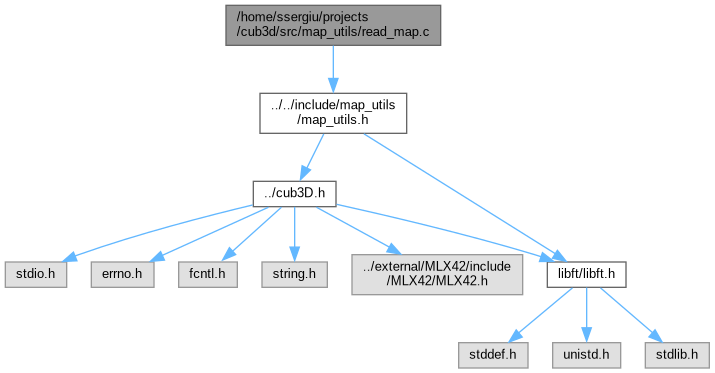 /home/ssergiu/projects
/cub3d/src/map_utils/read_map.c
../../include/map_utils
/map_utils.h
../cub3D.h
stdio.h
errno.h
fcntl.h
string.h
../external/MLX42/include
/MLX42/MLX42.h
libft/libft.h
stddef.h
unistd.h
stdlib.h